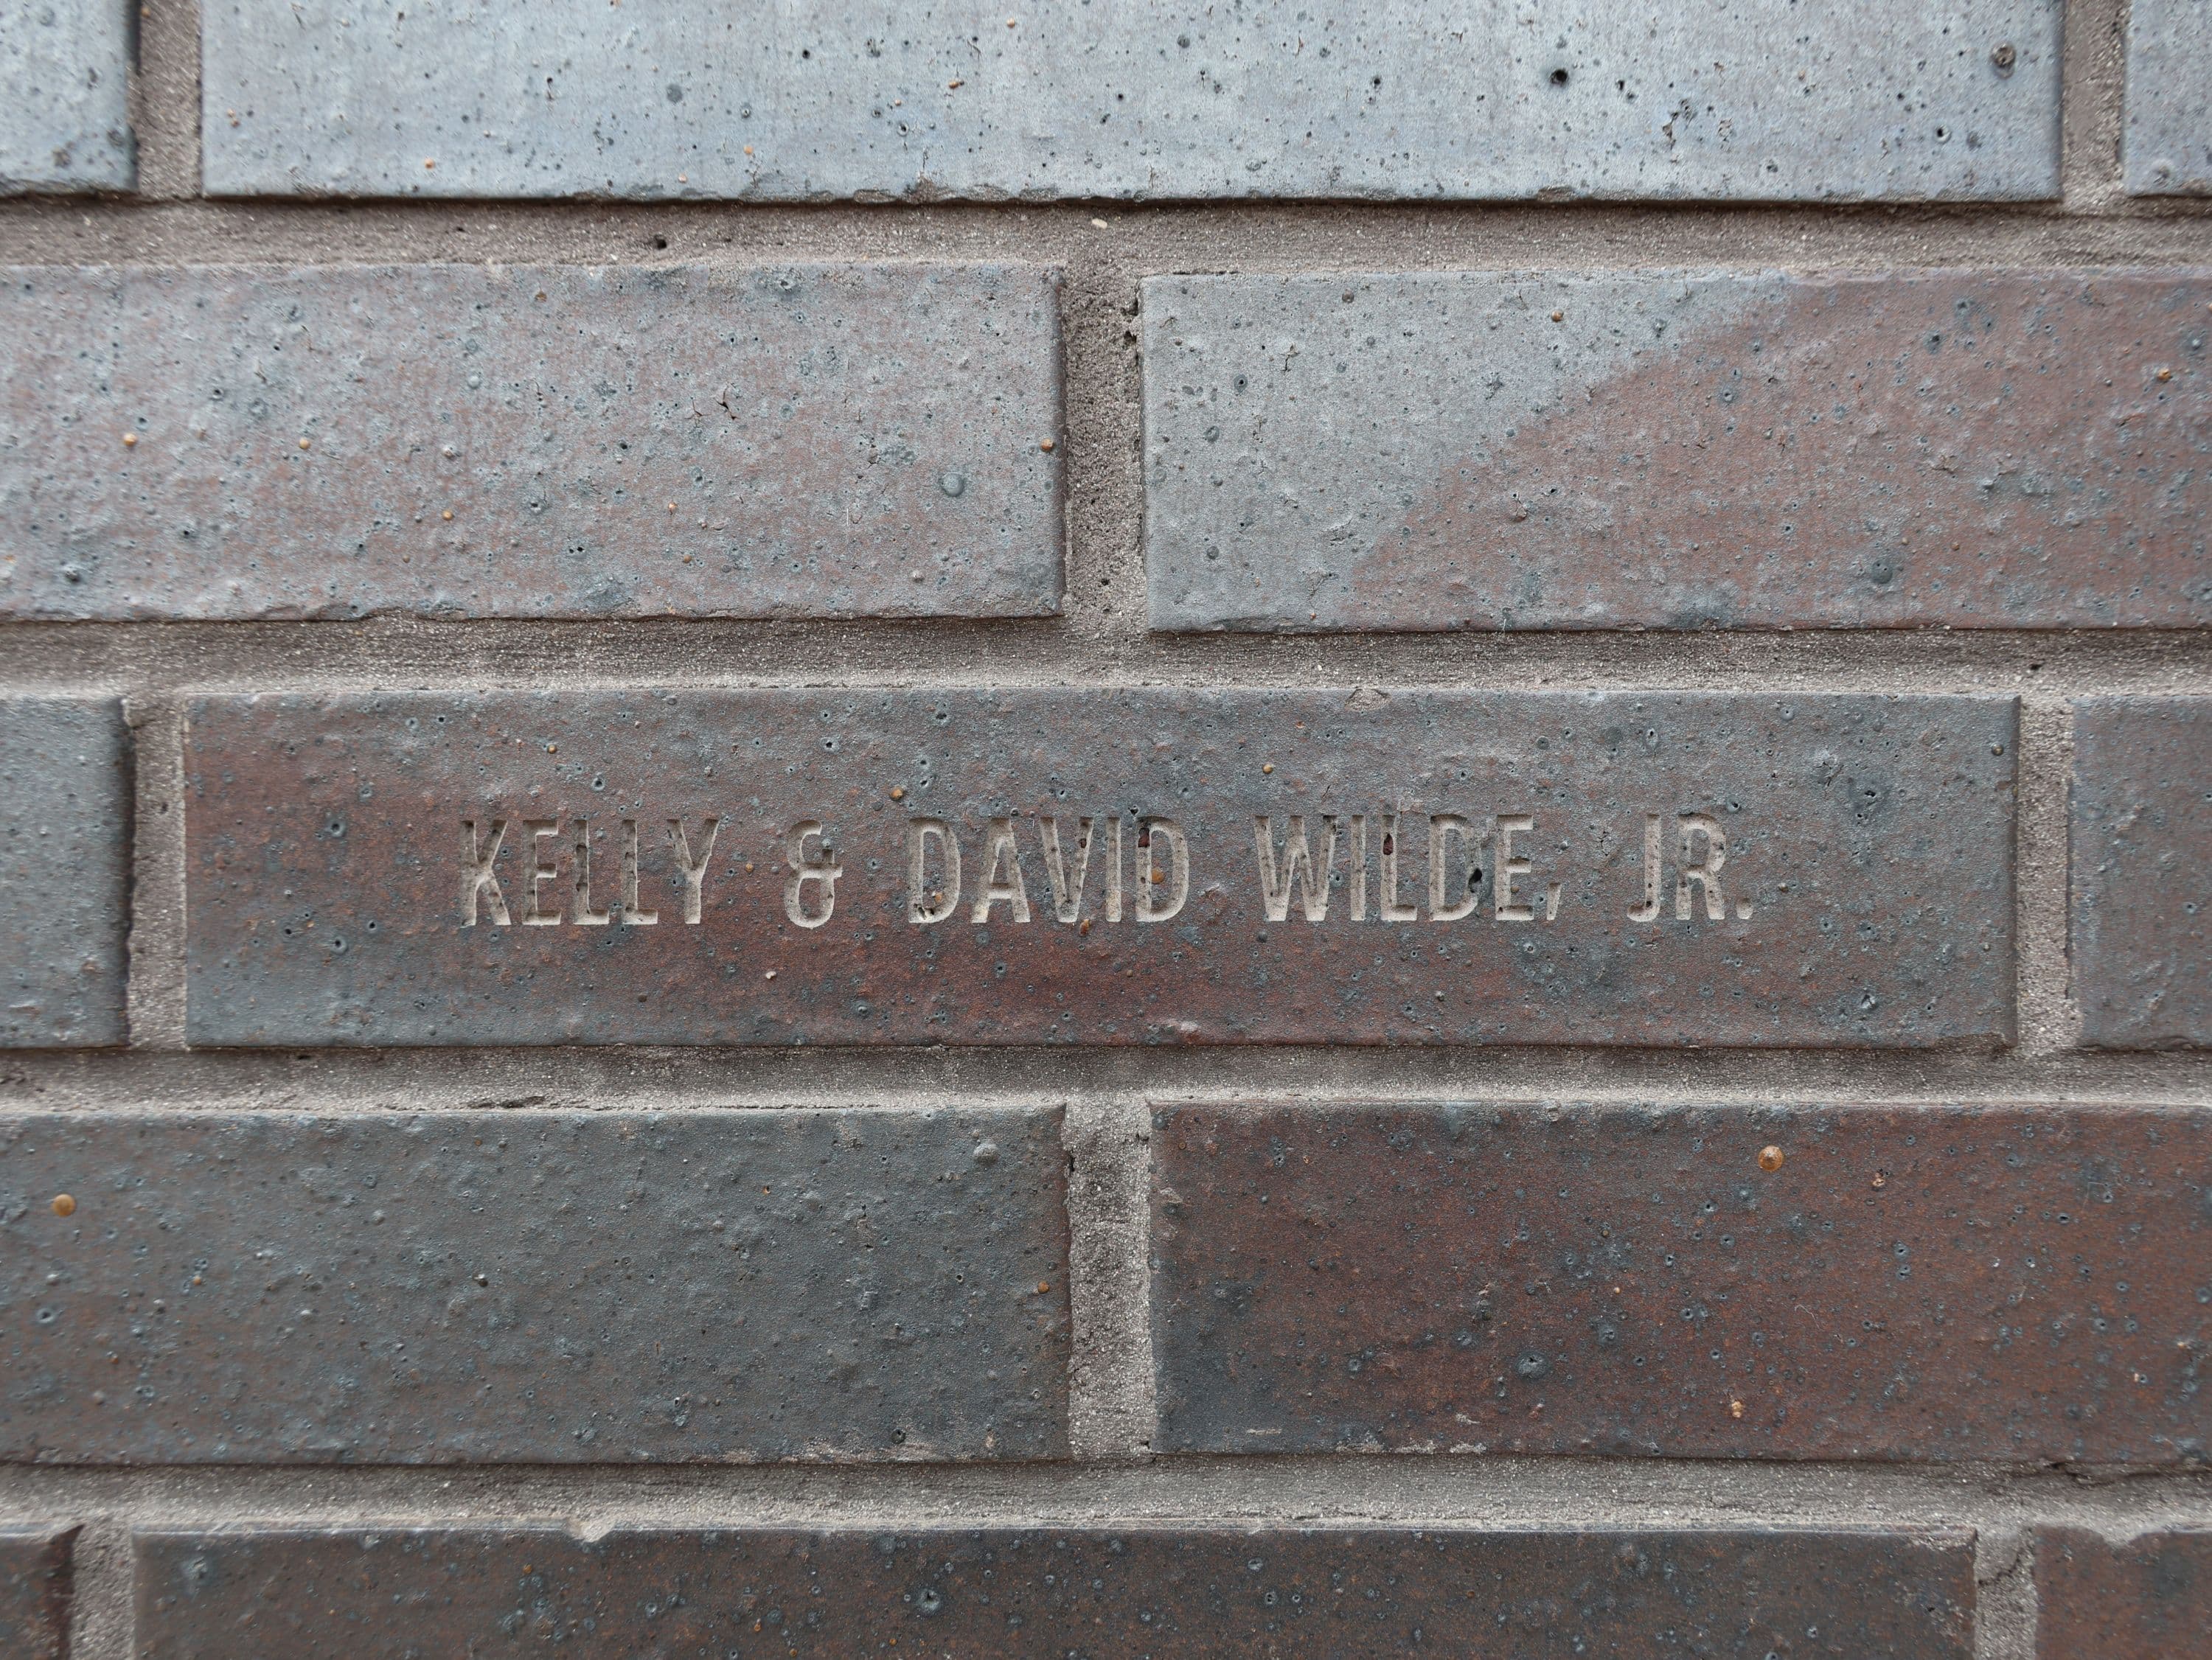 KELLY & DAVID WILDE, JR.